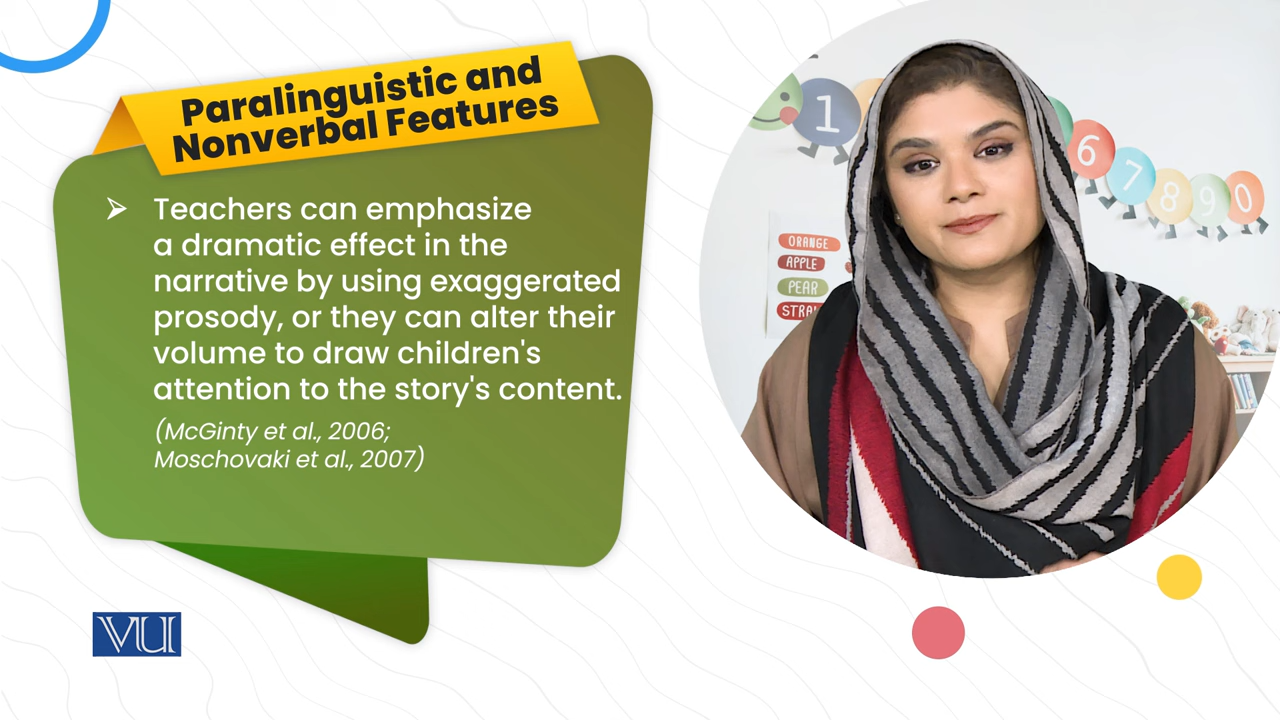 Paralinguistic and
Nonverbal Features
➢ Teachers can emphasize
a dramatic effect in the
narrative by using exaggerated
prosody, or they can alter their
volume to draw children's
attention to the story's content.
(McGinty et al., 2006;
Moschovaki et al., 2007)
VU
1
6 7 8 9 0
ORANGE
APPLE
PEAR